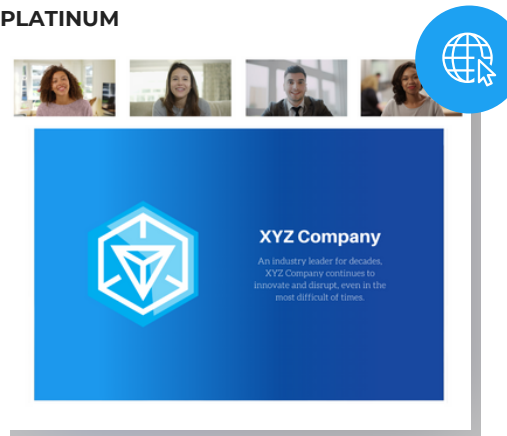 PLATINUM
XYZ Company
An industry leader for decades,
XYZ Company continues to
innovate and disrupt, even in the
most difficult of times.